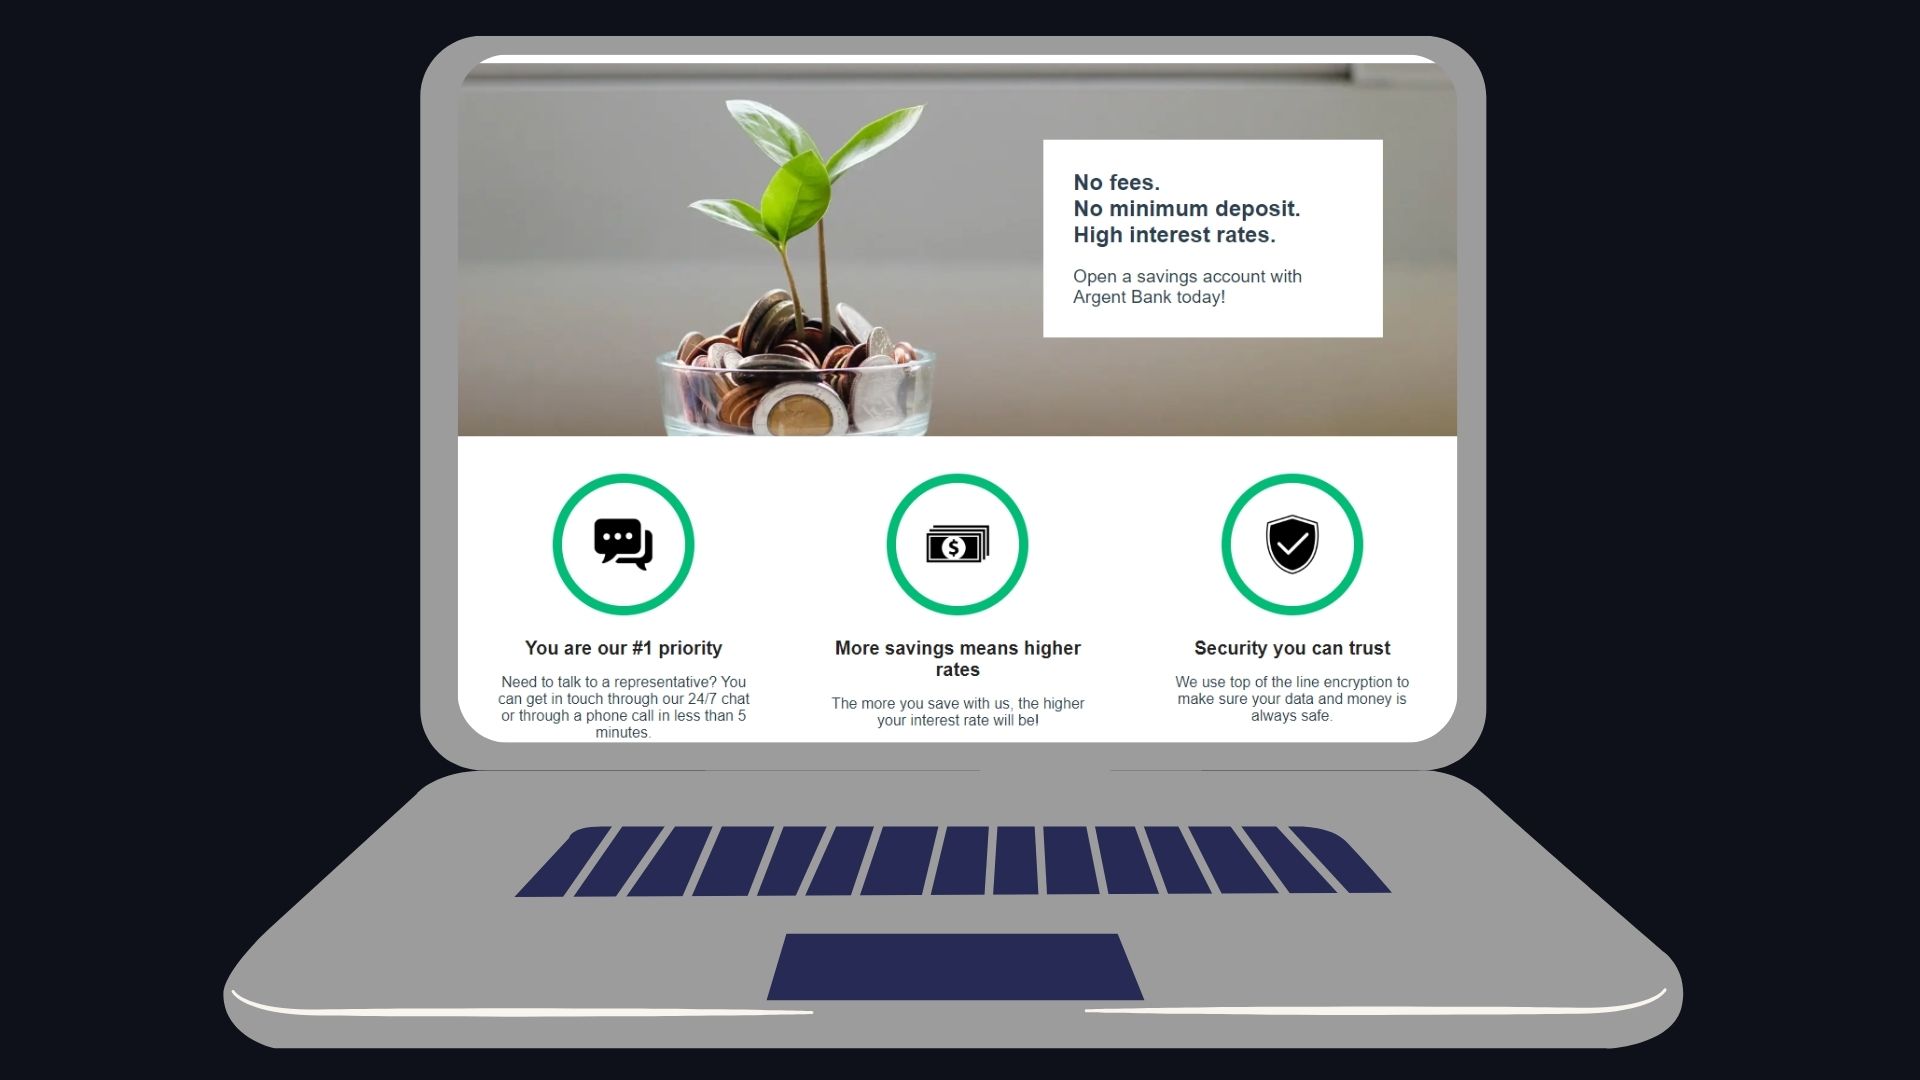 No fees.
No minimum deposit.
High interest rates.
Open a savings account with
Argent Bank today!
You are our #1 priority
Need to talk to a representative? You
can get in touch through our 24/7 chat
or through a phone call in less than 5
minutes.
More savings means higher
rates
The more you save with us, the higher
your interest rate will be!
Security you can trust
We use top of the line encryption to
make sure your data and money is
always safe.